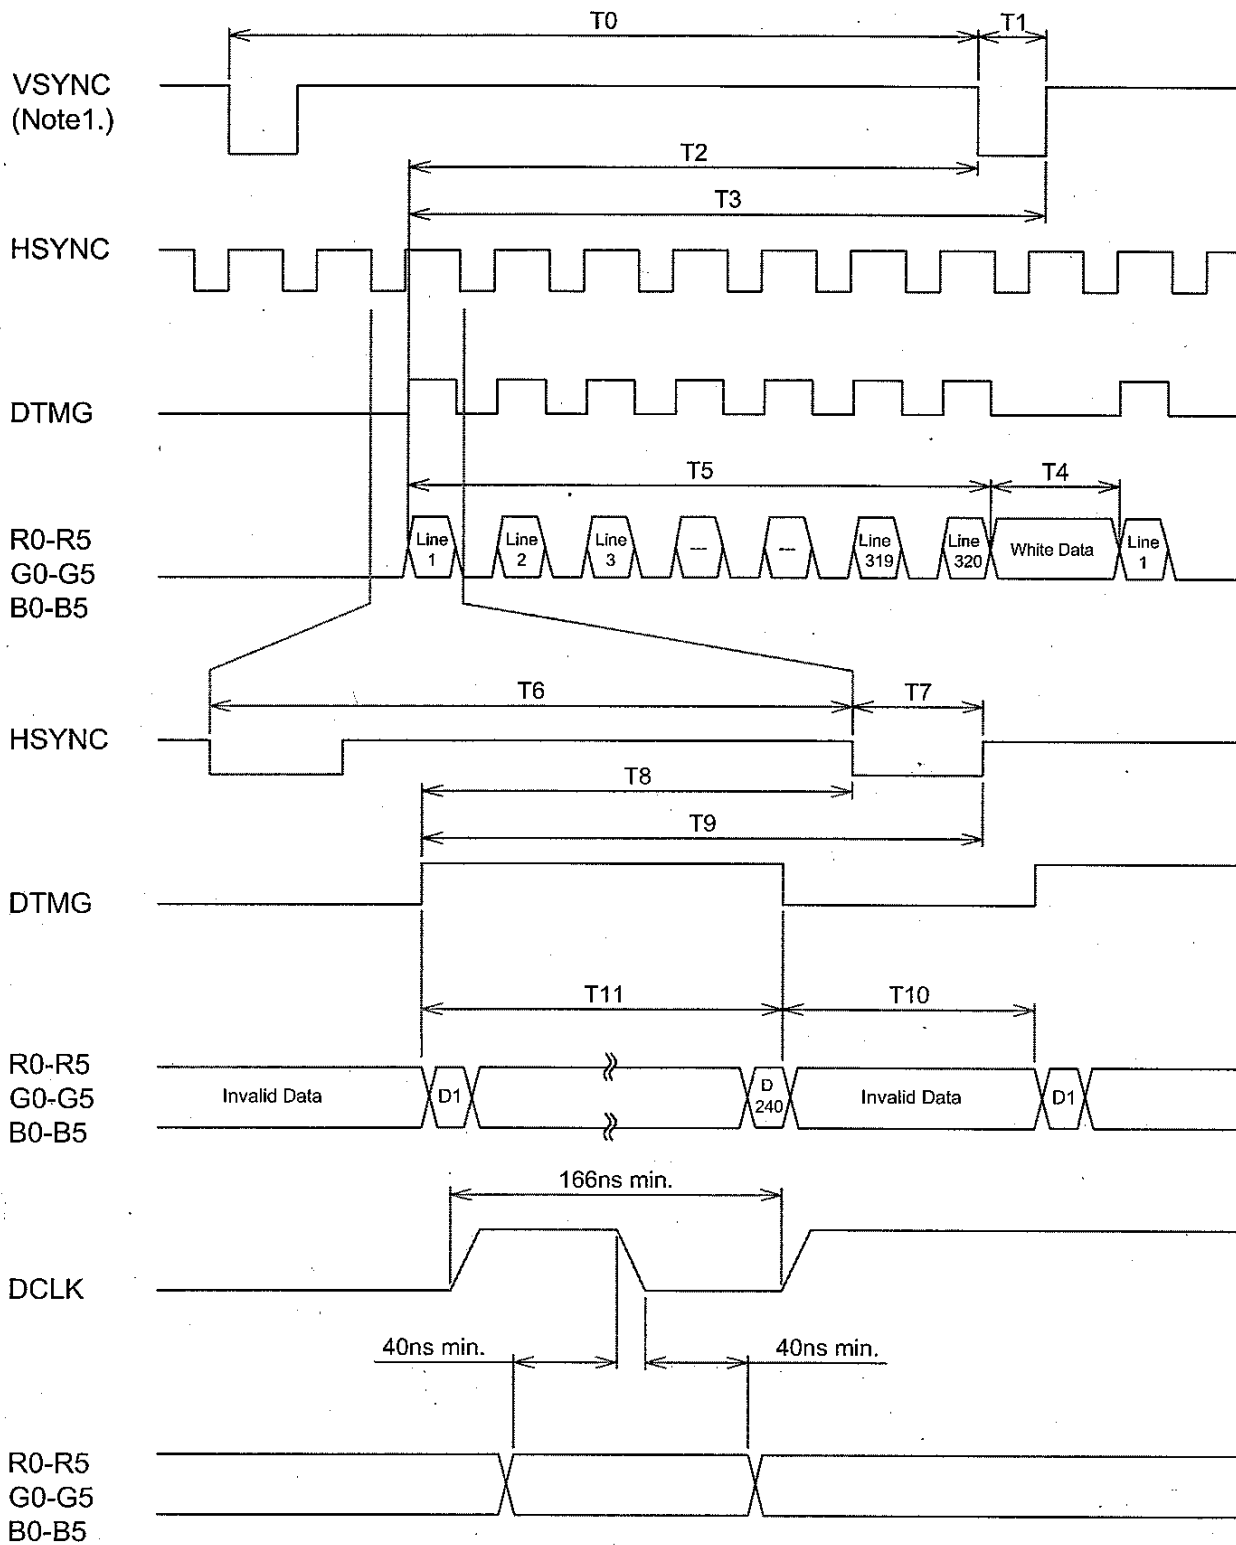 T0
T1
VSYNC
(Note1.)
T2
T3
HSYNC
DTMG
T5
T4
R0-R5
G0-G5
B0-B5
Line
1
Line
2
Line
3
---
---
Line
319
Line
320
White Data
Line
1
T6
T7
HSYNC
T8
T9
DTMG
T11
T10
R0-R5
G0-G5
B0-B5
Invalid Data
D1
D
240
Invalid Data
D1
166ns min.
DCLK
40ns min.
40ns min.
R0-R5
G0-G5
B0-B5